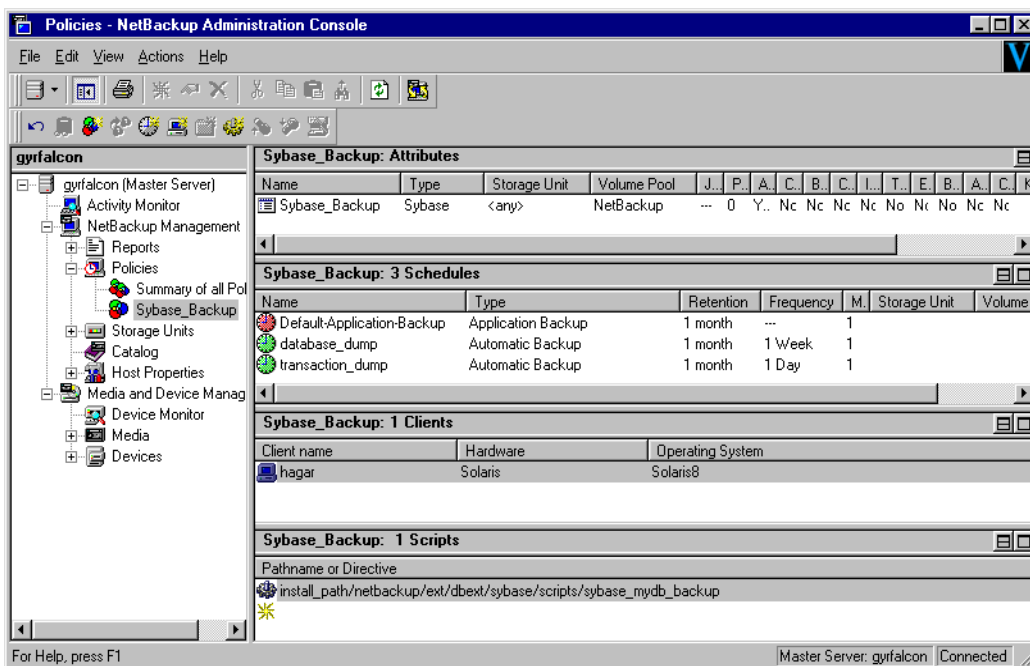 Policies - NetBackup Administration Console
File Edit View Actions Help
V
gyrfalcon
gyrfalcon (Master Server)
Activity Monitor
NetBackup Management
Reports
Policies
Summary of all Pol
Sybase_Backup
Storage Units
Catalog
Host Properties
Media and Device Manag
Device Monitor
Media
Devices
Sybase_Backup: Attributes
Name Type Storage Unit Volume Pool J... P... A... C... B... C... I... T... E... B... A... C... K
Sybase_Backup Sybase <any> NetBackup --- 0 Y... Nc Nc Nc Nc No Nc No Nc Nc
Sybase_Backup: 3 Schedules
Name Type Retention Frequency M. Storage Unit Volume
Default-Application-Backup Application Backup 1 month --- 1
database_dump Automatic Backup 1 month 1 Week 1
transaction_dump Automatic Backup 1 month 1 Day 1
Sybase_Backup: 1 Clients
Client name Hardware Operating System
hagar Solaris Solaris8
Sybase_Backup: 1 Scripts
Pathname or Directive
install_path/netbackup/ext/dbext/sybase/scripts/sybase_mydb_backup
For Help, press F1
Master Server: gyrfalcon Connected